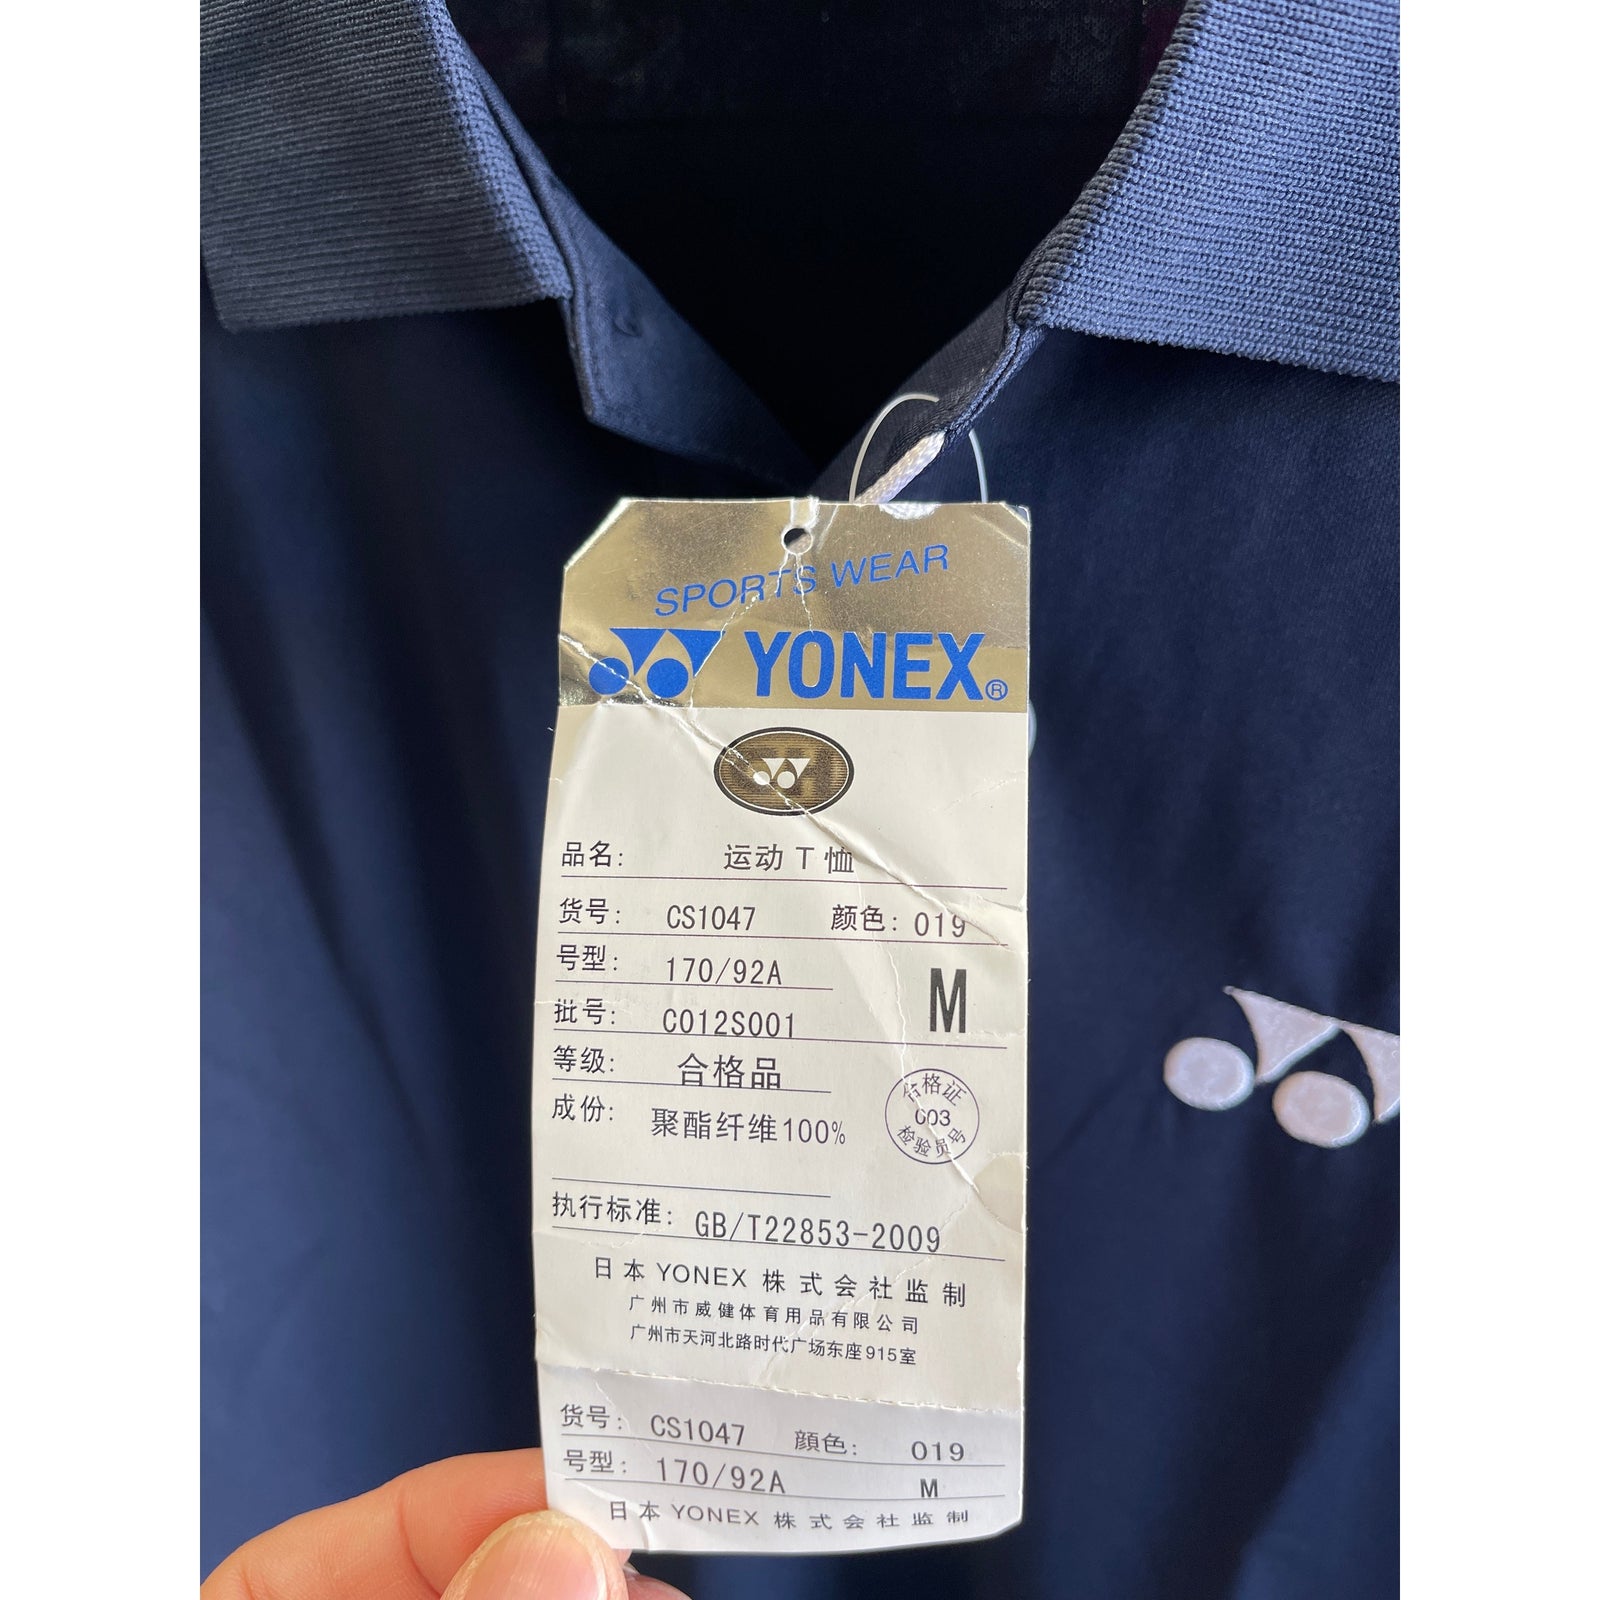 SPORTS WEAR
YONEX®
品名: 运动 T 恤
货号: CS1047 颜色: 019
号型: 170/92A
M
批号: C012S001
等级: 合格品
成份: 聚酯纤维100%
合格证
003
检验员号
执行标准: GB/T22853-2009
日本 YONEX 株式会社监制
广州市威健体育用品有限公司
广州市天河北路时代广场东座915室
货号: CS1047 顔色: 019
号型: 170/92A M
日本 YONEX 株式会社监制